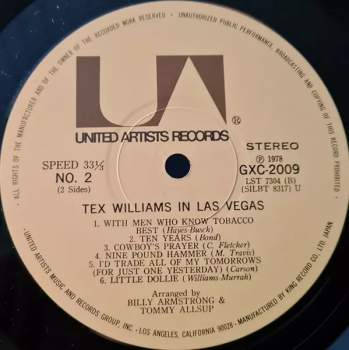 ALL RIGHTS OF THE MANUFACTURER AND OF THE OWNER OF THE RECORDED WORK RESERVED. UNAUTHORIZED PUBLIC PERFORMANCE, BROADCASTING AND COPYING OF THIS RECORD PROHIBITED.
UA
®
UNITED ARTISTS RECORDS
SPEED 33⅓
NO. 2
(2 Sides)
STEREO
Ⓟ 1978
GXC-2009
LST 7304 (B)
(SILBT 8317) U
TEX WILLIAMS IN LAS VEGAS
1. WITH MEN WHO KNOW TOBACCO
BEST (Hayes-Busch)
2. TEN YEARS (Bond)
3. COWBOY'S PRAYER (C. Fletcher)
4. NINE POUND HAMMER (M. Travis)
5. I'D TRADE ALL OF MY TOMORROWS
(FOR JUST ONE YESTERDAY) (Carson)
6. LITTLE DOLLIE (Williams-Murrah)
Arranged by
BILLY ARMSTRONG &
TOMMY ALLSUP
UNITED ARTISTS MUSIC AND RECORDS GROUP, INC. LOS ANGELES, CALIFORNIA 90028 • MFD. BY KING RECORD CO, LTD. JAPAN